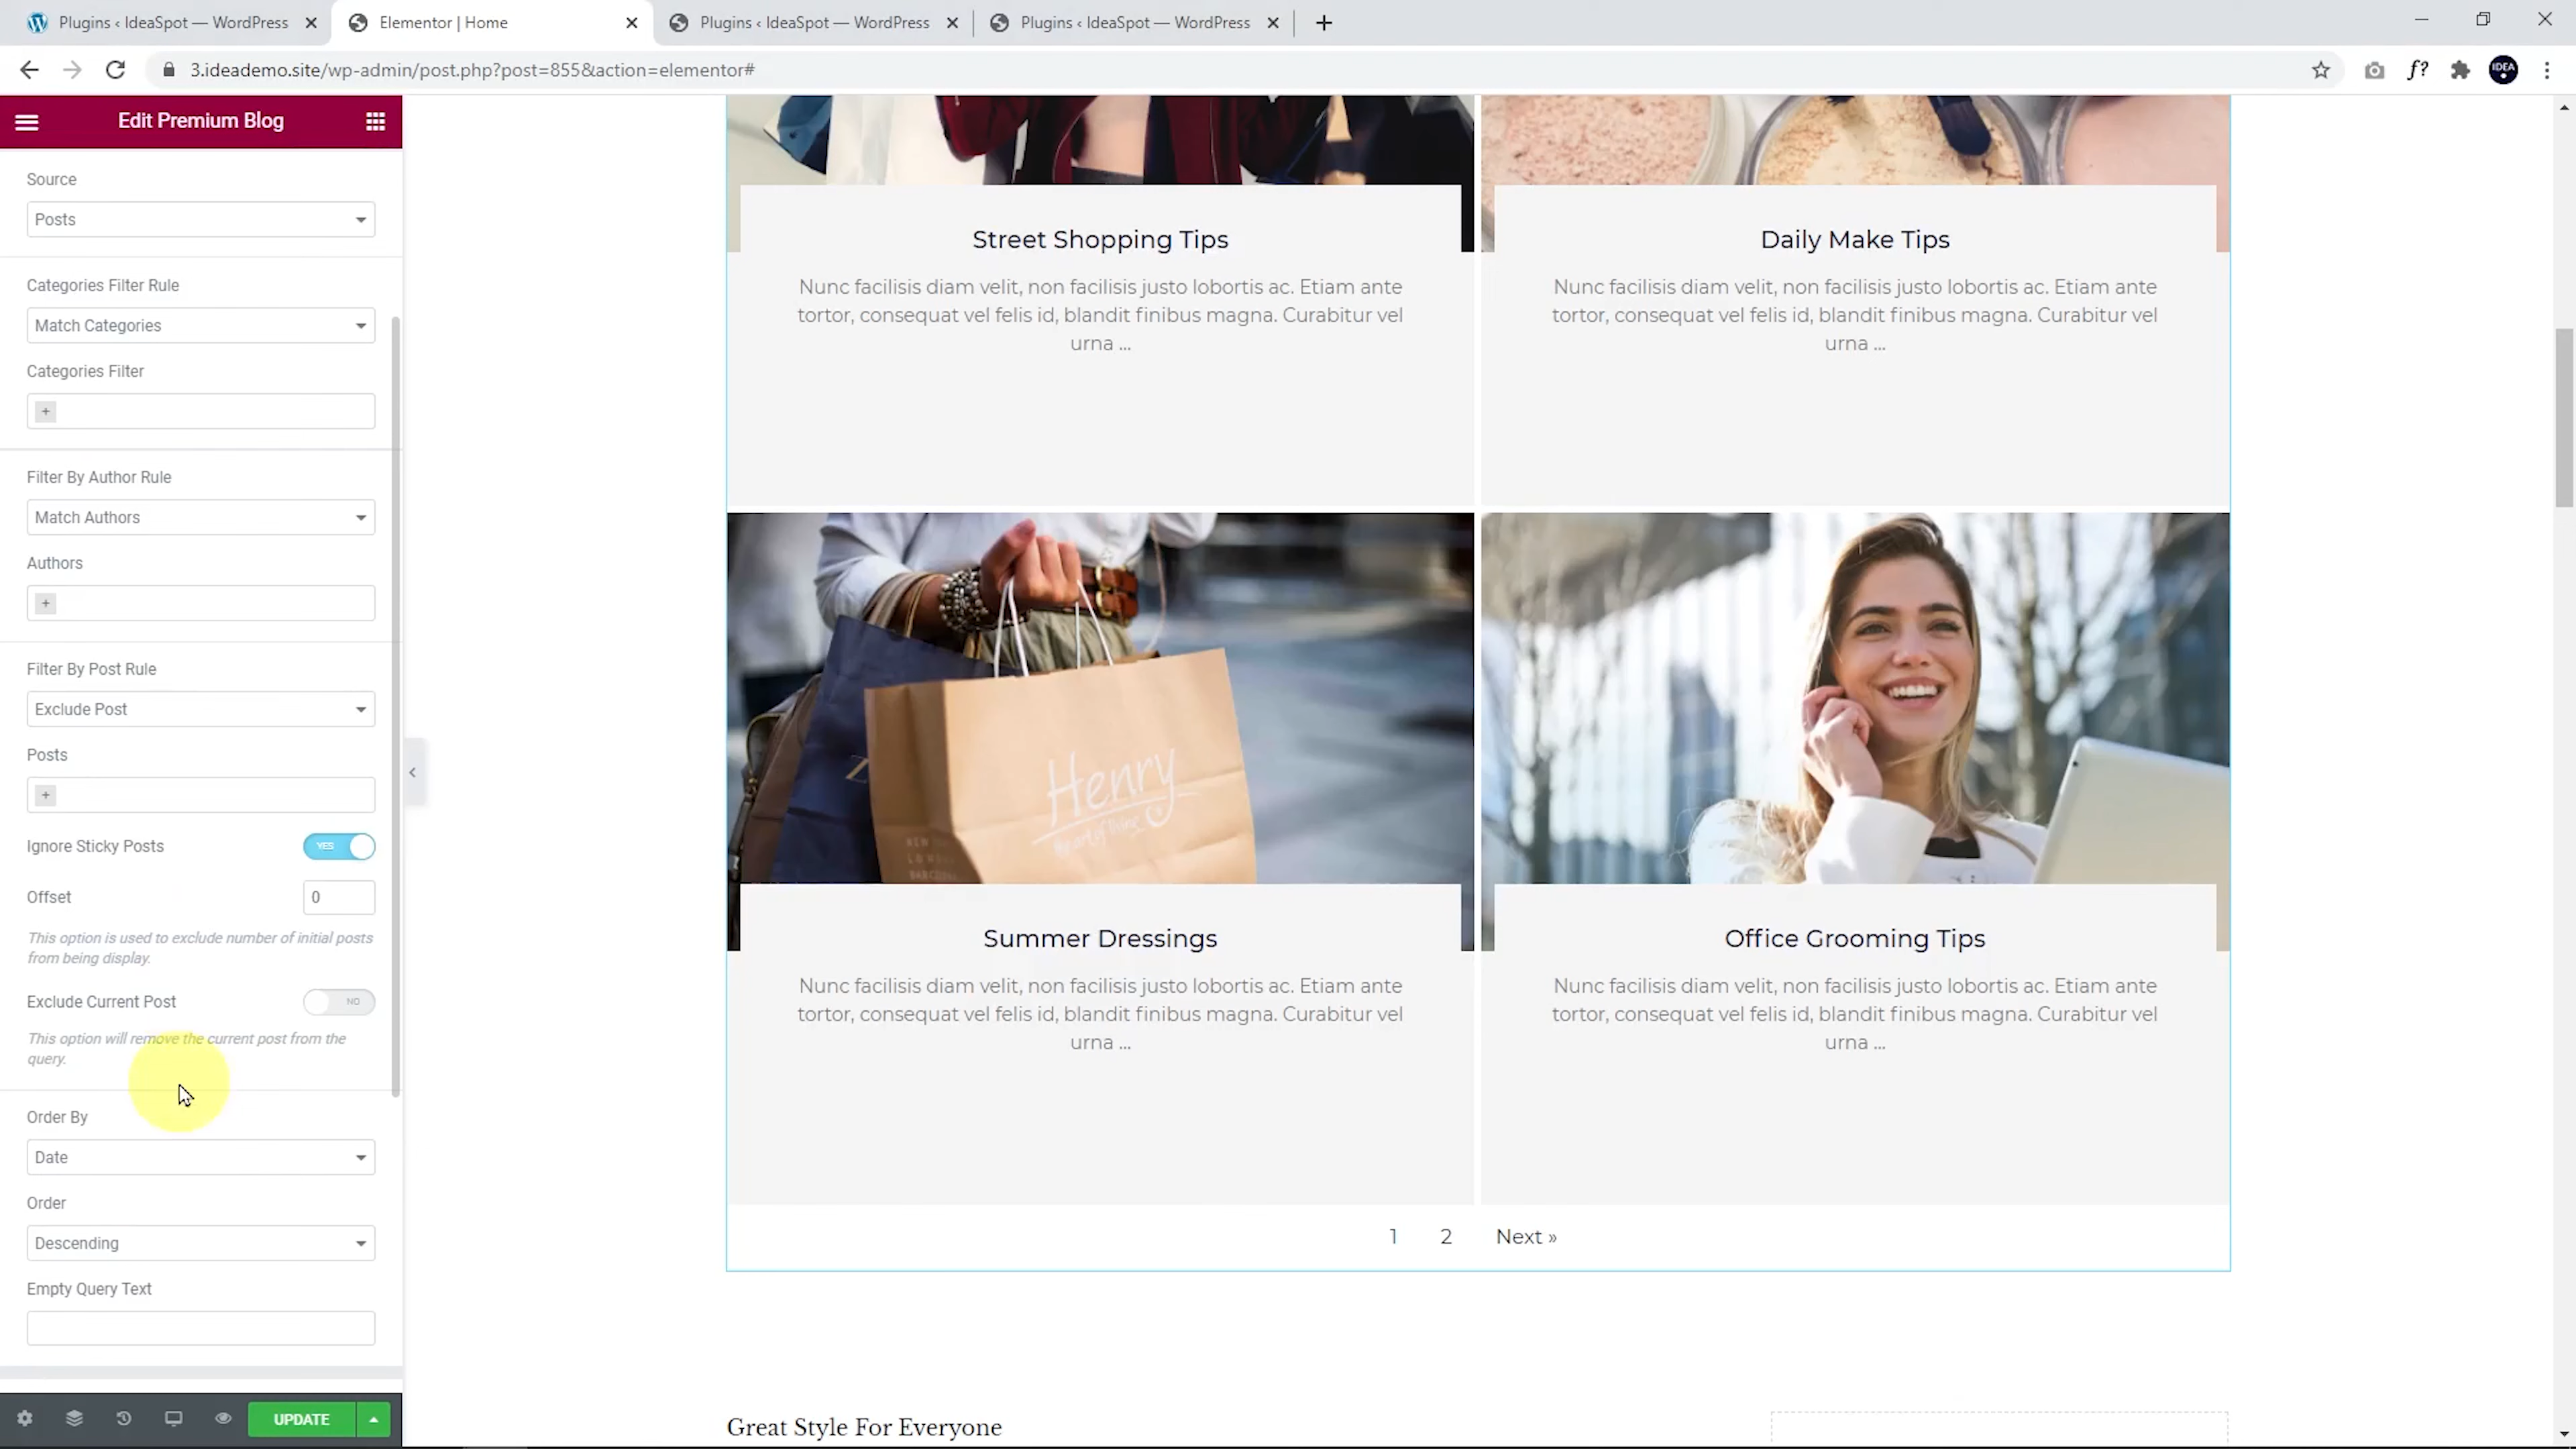 Plugins ‹ IdeaSpot — WordPress
Elementor | Home
Plugins ‹ IdeaSpot — WordPress
Plugins ‹ IdeaSpot — WordPress
3.ideademo.site/wp-admin/post.php?post=855&action=elementor#
f?
IDEA
Edit Premium Blog
Source
Posts
Categories Filter Rule
Match Categories
Categories Filter
+
Filter By Author Rule
Match Authors
Authors
+
Filter By Post Rule
Exclude Post
Posts
+
Ignore Sticky Posts
YES
Offset
0
This option is used to exclude number of initial posts
from being display.
Exclude Current Post
NO
This option will remove the current post from the
query.
Order By
Date
Order
Descending
Empty Query Text
UPDATE
Street Shopping Tips
Nunc facilisis diam velit, non facilisis justo lobortis ac. Etiam ante
tortor, consequat vel felis id, blandit finibus magna. Curabitur vel
urna ...
Daily Make Tips
Nunc facilisis diam velit, non facilisis justo lobortis ac. Etiam ante
tortor, consequat vel felis id, blandit finibus magna. Curabitur vel
urna ...
Henry
art of living
Summer Dressings
Nunc facilisis diam velit, non facilisis justo lobortis ac. Etiam ante
tortor, consequat vel felis id, blandit finibus magna. Curabitur vel
urna ...
Office Grooming Tips
Nunc facilisis diam velit, non facilisis justo lobortis ac. Etiam ante
tortor, consequat vel felis id, blandit finibus magna. Curabitur vel
urna ...
1 2 Next »
Great Style For Everyone